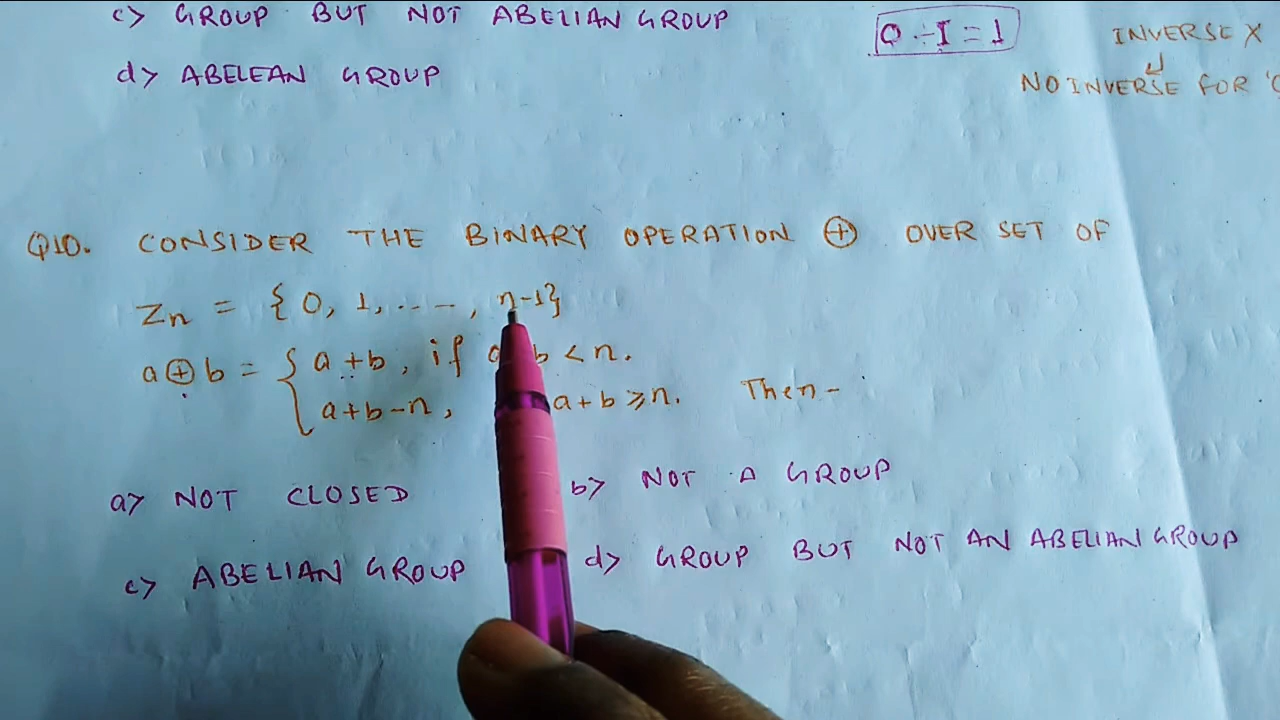 c> GROUP BUT NOT ABELIAN GROUP
d> ABELEAN GROUP
0 ÷ I = 1
INVERSE X
NO INVERSE FOR '0
Q10. CONSIDER THE BINARY OPERATION ⊕ OVER SET OF
Zn = {0, 1, ..—, n-1}
a⊕b = { a+b, if a b < n.
a+b-n, a+b ≥ n. Then -
a> NOT CLOSED b> NOT A GROUP
c> ABELIAN GROUP d> GROUP BUT NOT AN ABELIAN GROUP